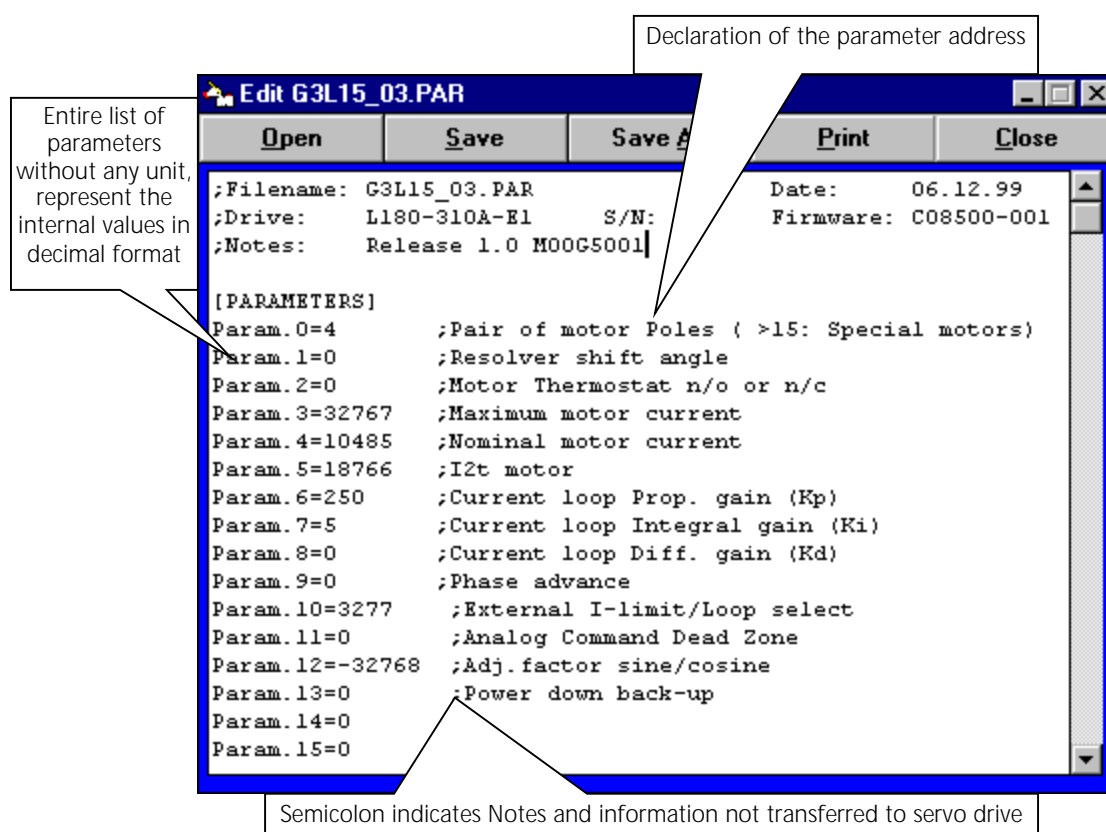 Declaration of the parameter address
Edit G3L15_03.PAR
Entire list of
parameters
without any unit,
represent the
internal values in
decimal format
Open Save Save A Print Close
;Filename: G3L15_03.PAR Date: 06.12.99
;Drive: L180-310A-E1 S/N: Firmware: C08500-001
;Notes: Release 1.0 M00G5001
[PARAMETERS]
Param.0=4 ;Pair of motor Poles ( >15: Special motors)
Param.1=0 ;Resolver shift angle
Param.2=0 ;Motor Thermostat n/o or n/c
Param.3=32767 ;Maximum motor current
Param.4=10485 ;Nominal motor current
Param.5=18766 ;I2t motor
Param.6=250 ;Current loop Prop. gain (Kp)
Param.7=5 ;Current loop Integral gain (Ki)
Param.8=0 ;Current loop Diff. gain (Kd)
Param.9=0 ;Phase advance
Param.10=3277 ;External I-limit/Loop select
Param.11=0 ;Analog Command Dead Zone
Param.12=-32768 ;Adj.factor sine/cosine
Param.13=0 ;Power down back-up
Param.14=0
Param.15=0
Semicolon indicates Notes and information not transferred to servo drive